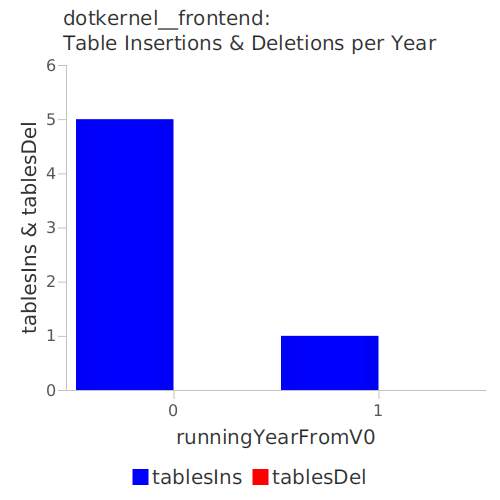 dotkernel__frontend:
Table Insertions & Deletions per Year
tablesIns & tablesDel
6
5
4
3
2
1
0
0 1
runningYearFromV0
tablesIns tablesDel